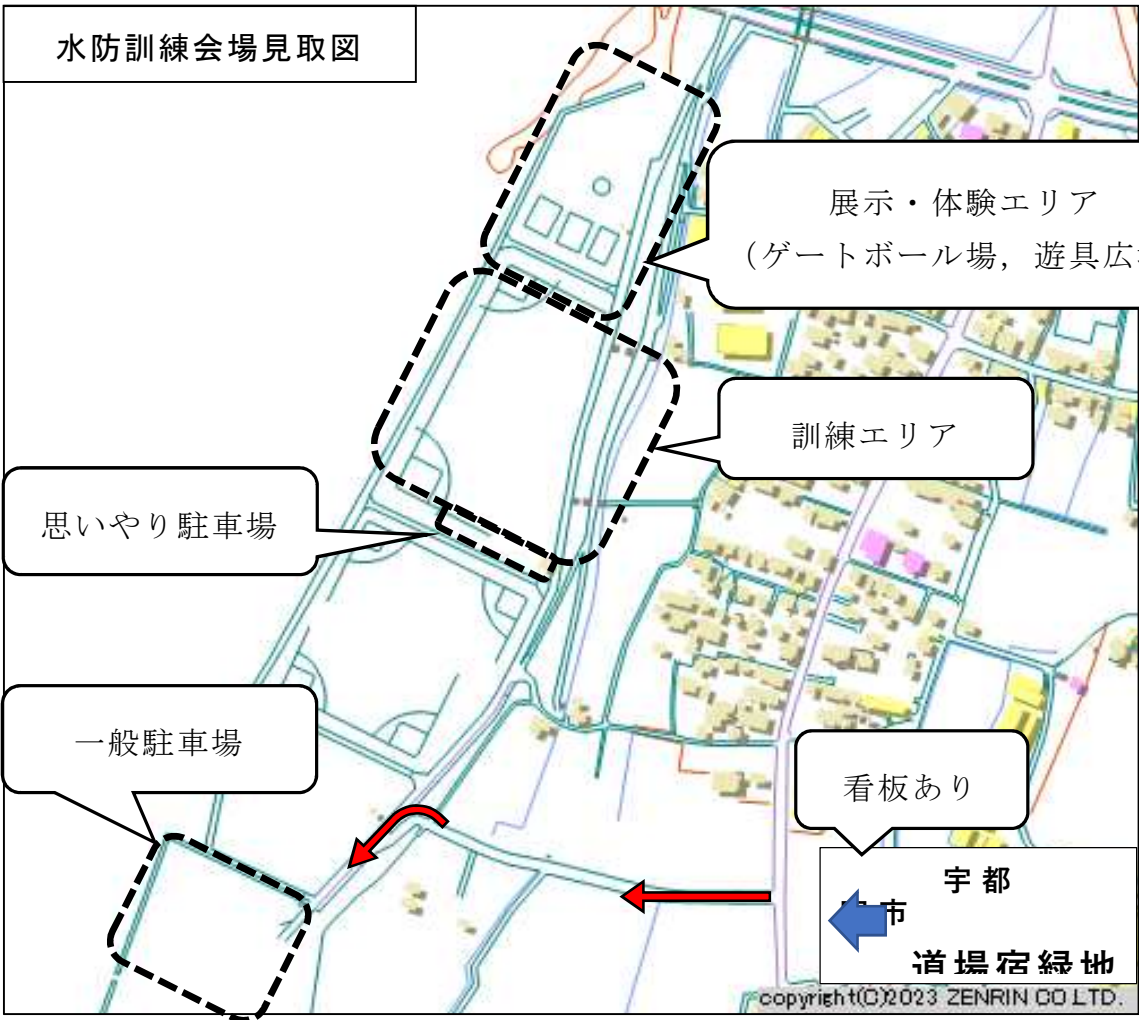 水防訓練会場見取図
展示・体験エリア
（ゲートボール場，遊具広
訓練エリア
思いやり駐車場
一般駐車場
看板あり
宇都
市
道場宿緑地
copyright(C)2023 ZENRIN CO.,LTD.